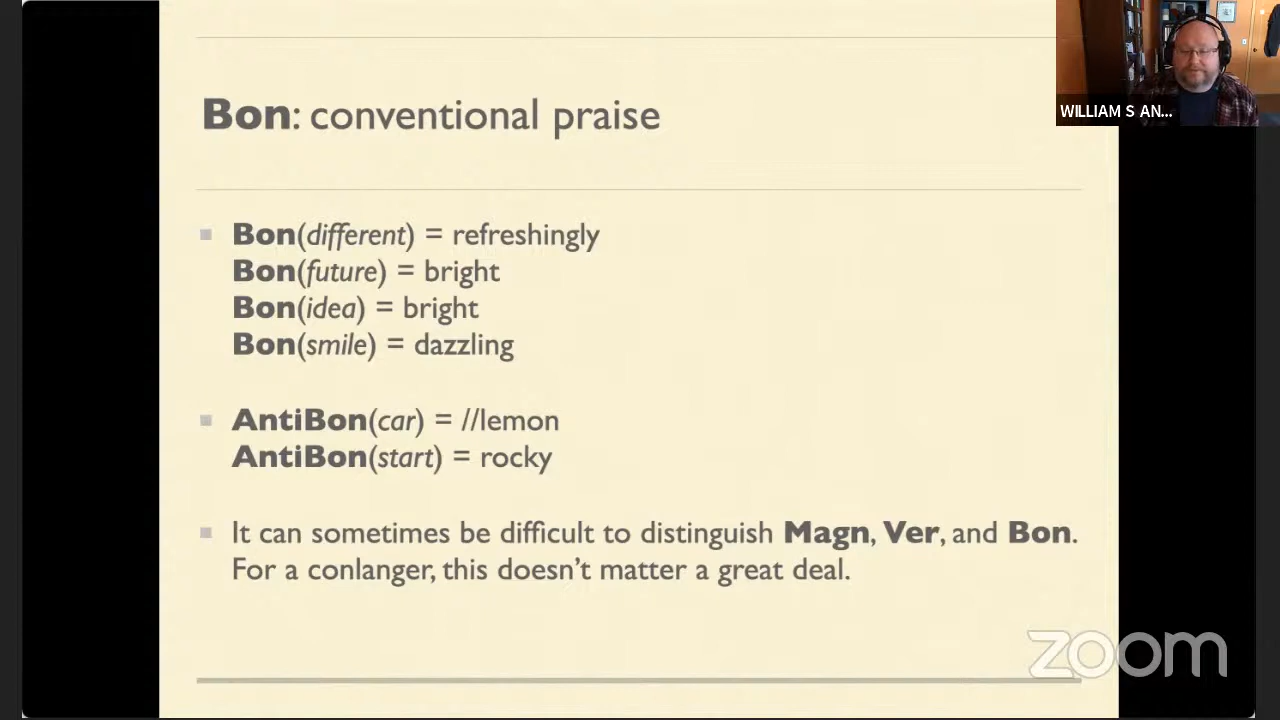 Bon: conventional praise
WILLIAM S AN...
Bon(different) = refreshingly
Bon(future) = bright
Bon(idea) = bright
Bon(smile) = dazzling
AntiBon(car) = //lemon
AntiBon(start) = rocky
It can sometimes be difficult to distinguish Magn, Ver, and Bon.
For a conlanger, this doesn't matter a great deal.
zoom